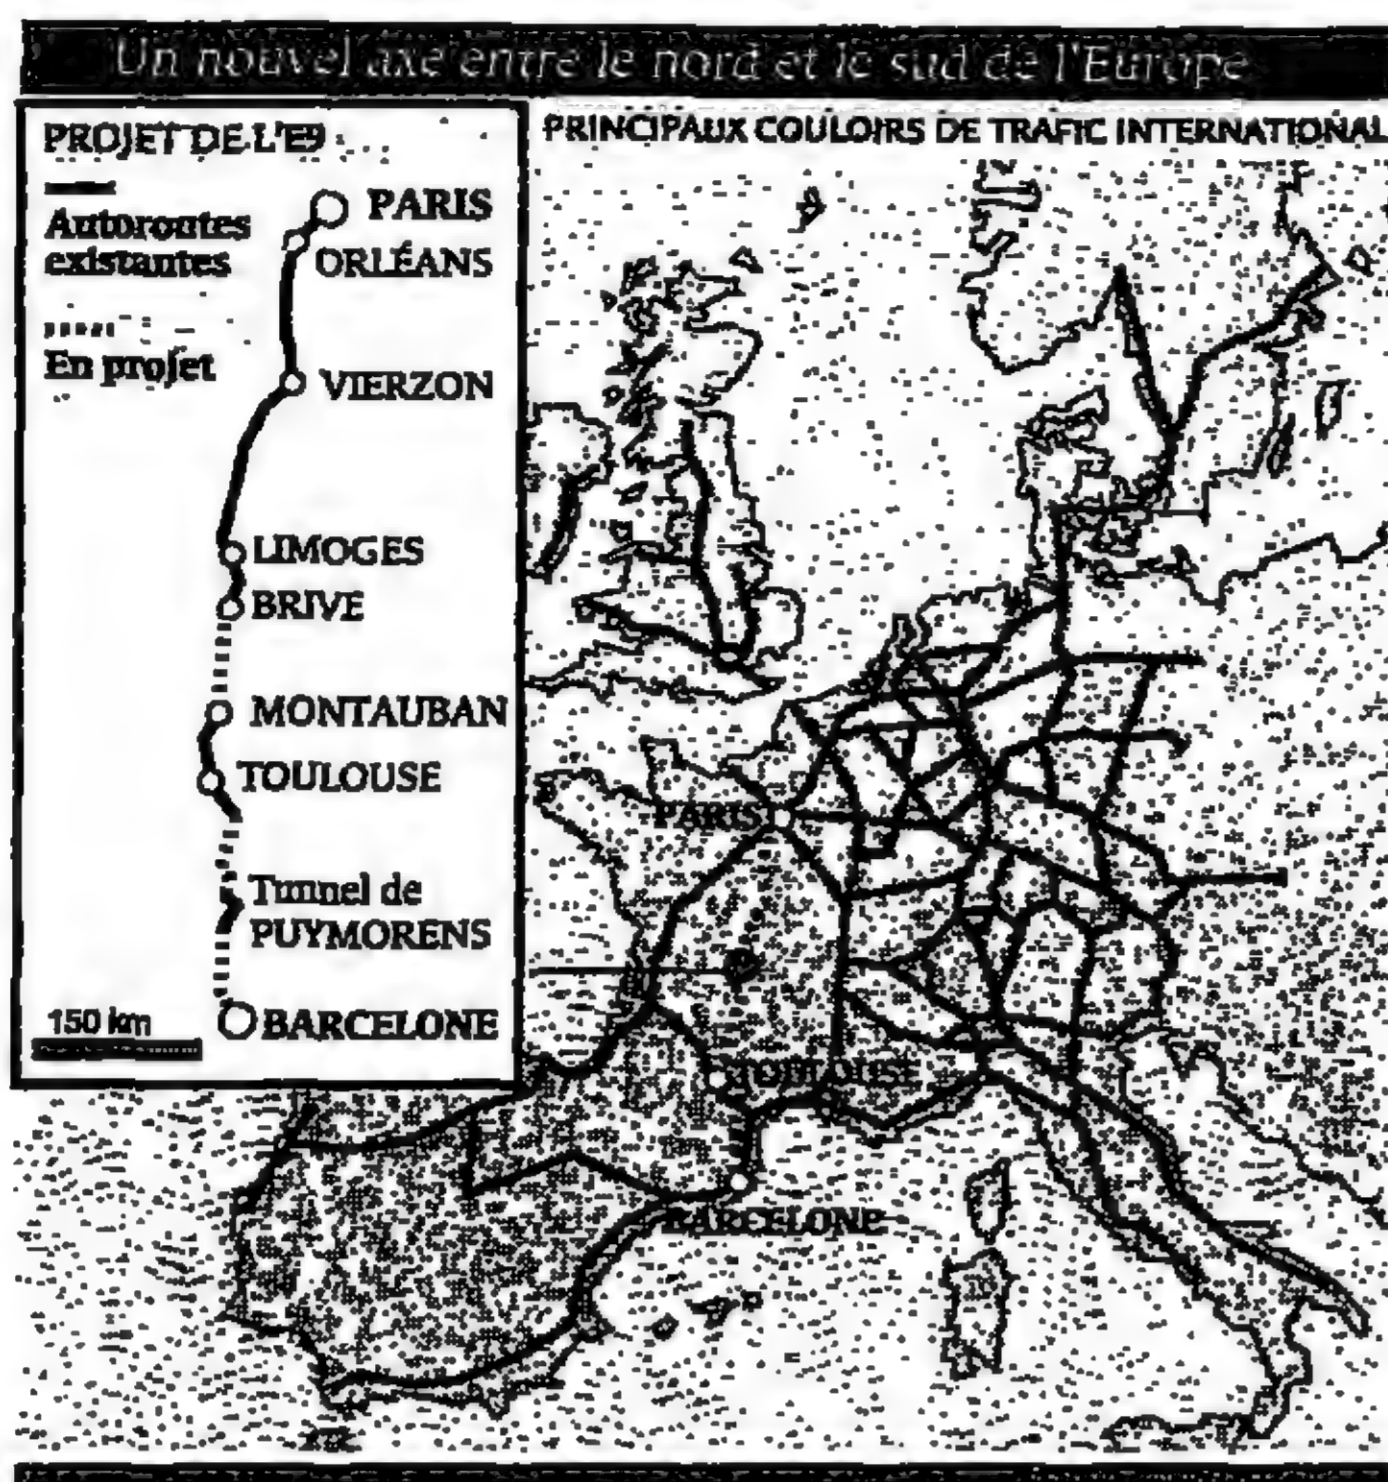 Un nouvel axe entre le nord et le sud de l'Europe
PROJET DE L'E9
Autoroutes
existantes
En projet
PARIS
ORLÉANS
VIERZON
LIMOGES
BRIVE
MONTAUBAN
TOULOUSE
Tunnel de
PUYMORENS
BARCELONE
150 km
PRINCIPAUX COULOIRS DE TRAFIC INTERNATIONAL
PARIS
TOULOUSE
BARCELONE